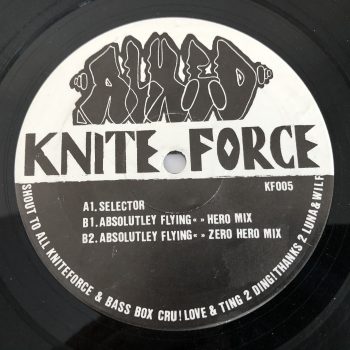 ALK-E-D
KNITE FORCE
KF005
A1. SELECTOR
B1. ABSOLUTLEY FLYING«» HERO MIX
B2. ABSOLUTLEY FLYING«» ZERO HERO MIX
SHOUT TO ALL KNITEFORCE & BASS BOX CRU! LOVE & TING 2 DING! THANKS 2 LUNA & WILF